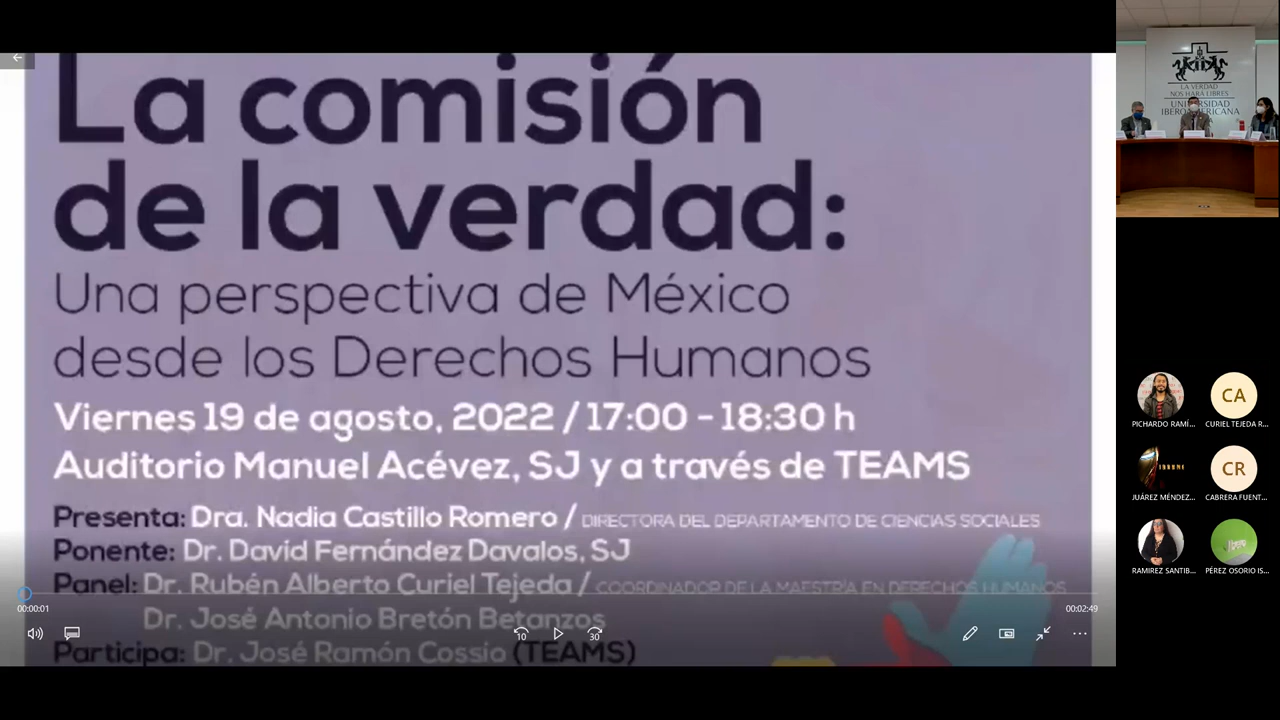 La comisión
de la verdad:
Una perspectiva de México
desde los Derechos Humanos
Viernes 19 de agosto, 2022 / 17:00 - 18:30 h
Auditorio Manuel Acévez, SJ y a través de TEAMS
Presenta: Dra. Nadia Castillo Romero / DIRECTORA DEL DEPARTAMENTO DE CIENCIAS SOCIALES
Ponente: Dr. David Fernández Davalos, SJ
Panel: Dr. Rubén Alberto Curiel Tejeda / COORDINADOR DE LA MAESTRÍA EN DERECHOS HUMANOS
Dr. José Antonio Bretón Betanzos
Participa: Dr. José Ramón Cossio (TEAMS)
00:00:01
00:02:49
10
30
LA VERDAD
NOS HARÁ LIBRES
UNIVERSIDAD
IBEROAMERICANA
CA
PICHARDO RAMÍ...
CURIEL TEJEDA R...
CR
JUÁREZ MÉNDEZ...
CABRERA FUENT...
RAMIREZ SANTIB...
PÉREZ OSORIO IS...